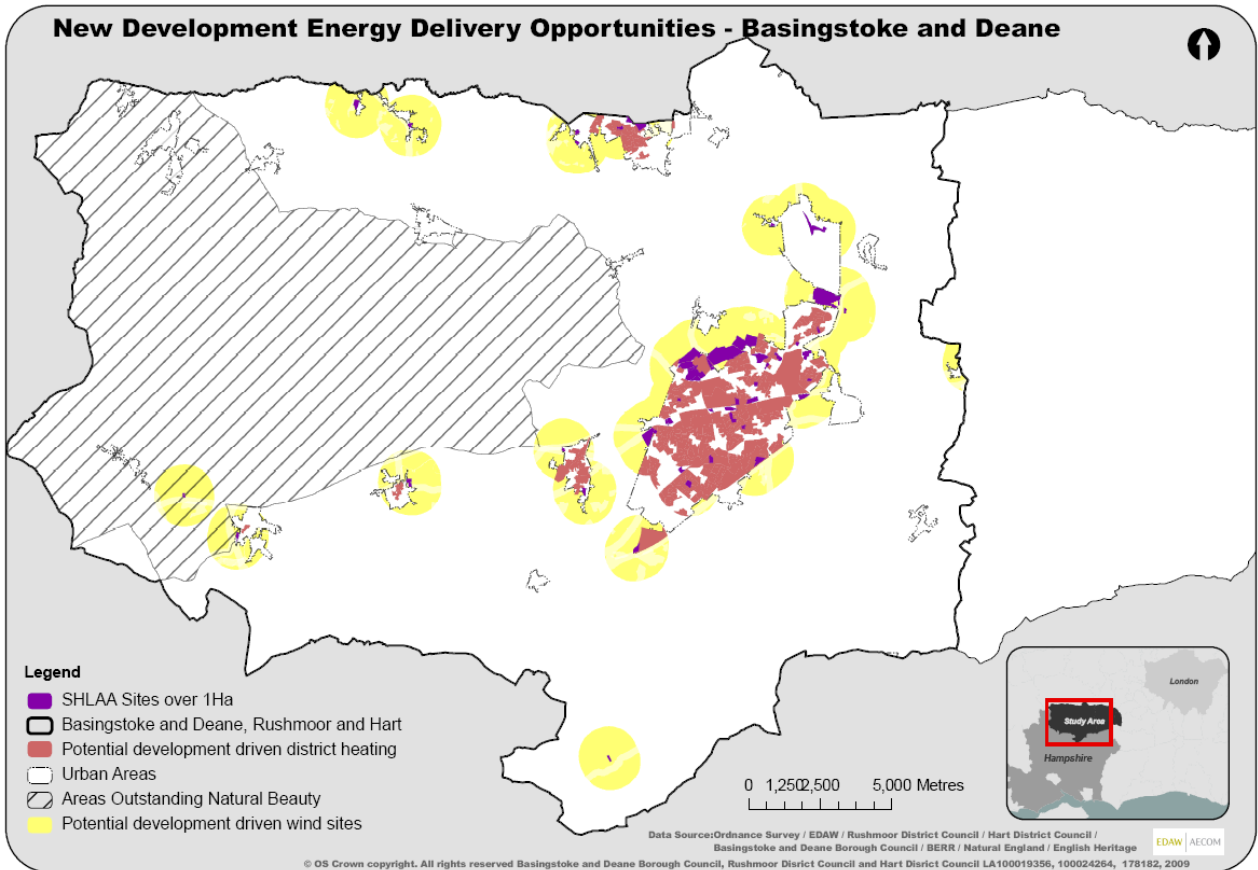 New Development Energy Delivery Opportunities - Basingstoke and Deane
Legend
SHLAA Sites over 1Ha
Basingstoke and Deane, Rushmoor and Hart
Potential development driven district heating
Urban Areas
Areas Outstanding Natural Beauty
Potential development driven wind sites
0 1,250 2,500 5,000 Metres
London
Study Area
Hampshire
Data Source:Ordnance Survey / EDAW / Rushmoor District Council / Hart District Council /
Basingstoke and Deane Borough Council / BERR / Natural England / English Heritage
EDAW | AECOM
© OS Crown copyright. All rights reserved Basingstoke and Deane Borough Council, Rushmoor Disrict Council and Hart District Council LA100019356, 100024264, 178182, 2009